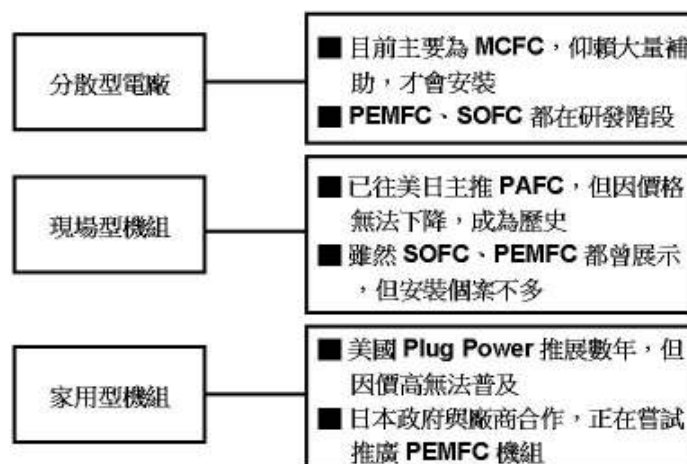 分散型電廠
■ 目前主要為 MCFC，仰賴大量補
助，才會安裝
■ PEMFC、SOFC 都在研發階段
現場型機組
■ 已往美日主推 PAFC，但因價格
無法下降，成為歷史
■ 雖然 SOFC、PEMFC 都曾展示
，但安裝個案不多
家用型機組
■ 美國 Plug Power 推展數年，但
因價高無法普及
■ 日本政府與廠商合作，正在嘗試
推廣 PEMFC 機組